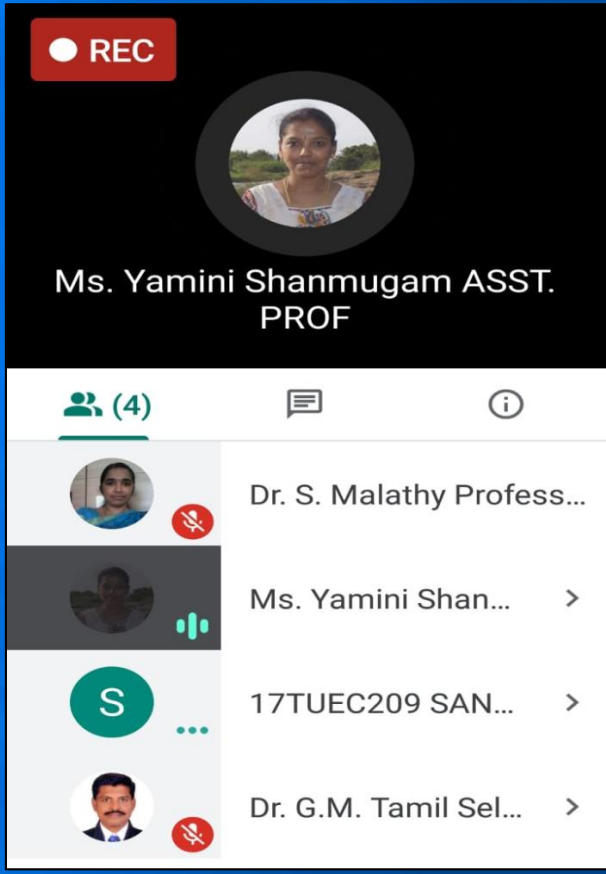 REC
Ms. Yamini Shanmugam ASST.
PROF
(4)
Dr. S. Malathy Profess...
Ms. Yamini Shan...
S
17TUEC209 SAN...
Dr. G.M. Tamil Sel...